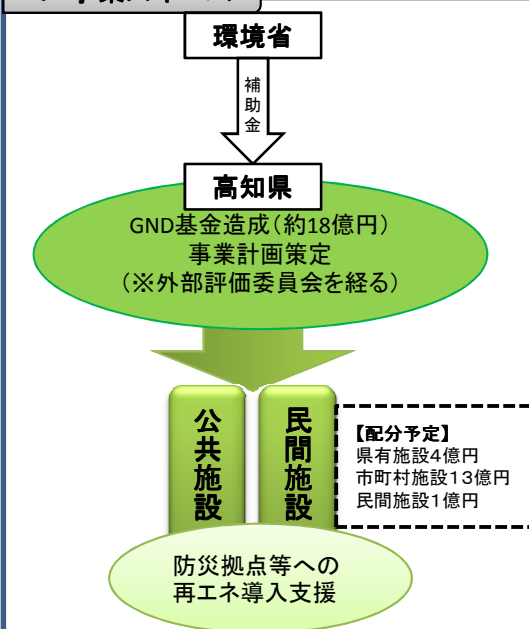 環境省
補助金
高知県
GND基金造成(約18億円)
事業計画策定
(※外部評価委員会を経る)
公共施設
民間施設
【配分予定】
県有施設4億円
市町村施設13億円
民間施設1億円
防災拠点等への
再エネ導入支援